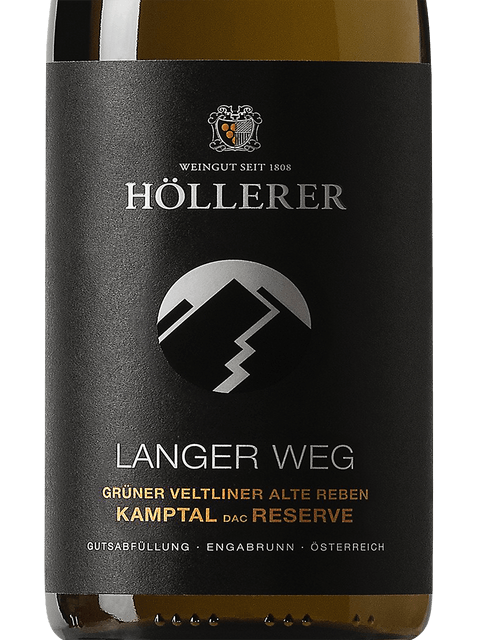 WEINGUT SEIT 1808
HÖLLERER
LANGER WEG
GRÜNER VELTLINER ALTE REBEN
KAMPTAL DAC RESERVE
GUTSABFÜLLUNG · ENGABRUNN · ÖSTERREICH